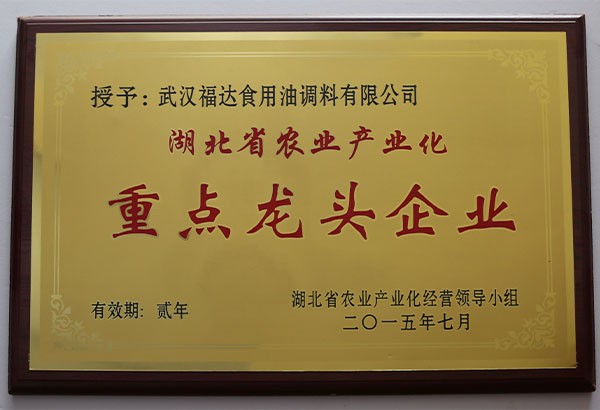 授予：武汉福达食用油调料有限公司
湖北省农业产业化
重点龙头企业
有效期：贰年
湖北省农业产业化经营领导小组
二〇一五年七月